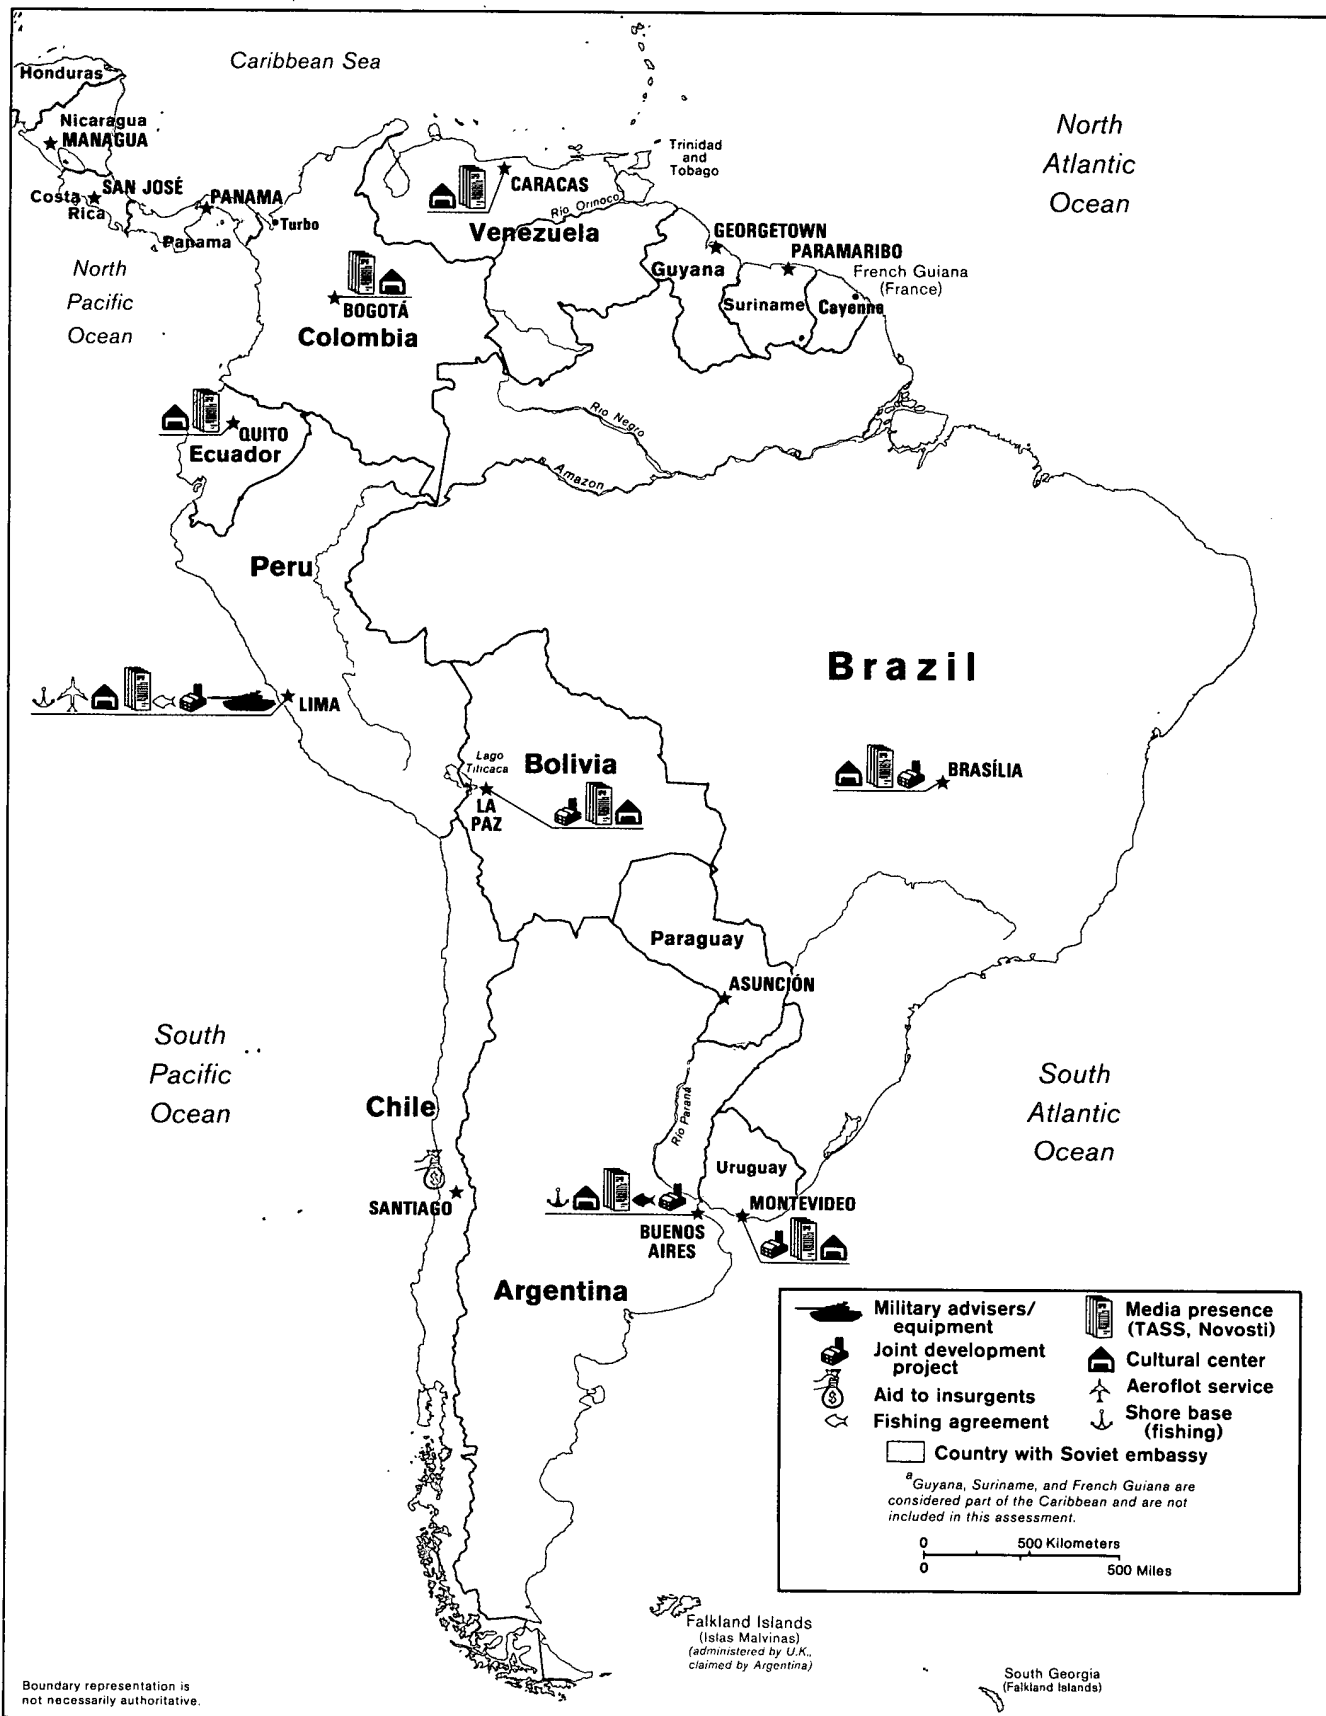 Caribbean Sea
Honduras
Nicaragua
MANAGUA
SAN JOSÉ
Costa
Rica
PANAMA
Panama
Turbo
North
Pacific
Ocean
CARACAS
Venezuela
Río Orinoco
Trinidad
and
Tobago
North
Atlantic
Ocean
GEORGETOWN
PARAMARIBO
Guyana
Suriname
Cayenne
French Guiana
(France)
BOGOTÁ
Colombia
QUITO
Ecuador
Rio Negro
Amazon
Peru
LIMA
Brazil
BRASÍLIA
Lago
Titicaca
Bolivia
LA
PAZ
Paraguay
ASUNCIÓN
South
Pacific
Ocean
South
Atlantic
Ocean
Chile
SANTIAGO
Río Paraná
Uruguay
MONTEVIDEO
BUENOS
AIRES
Argentina
Military advisers/
equipment
Joint development
project
Aid to insurgents
Fishing agreement
Media presence
(TASS, Novosti)
Cultural center
Aeroflot service
Shore base
(fishing)
Country with Soviet embassy
a Guyana, Suriname, and French Guiana are
considered part of the Caribbean and are not
included in this assessment.
0 500 Kilometers
0 500 Miles
Falkland Islands
(Islas Malvinas)
(administered by U.K.,
claimed by Argentina)
South Georgia
(Falkland Islands)
Boundary representation is
not necessarily authoritative.